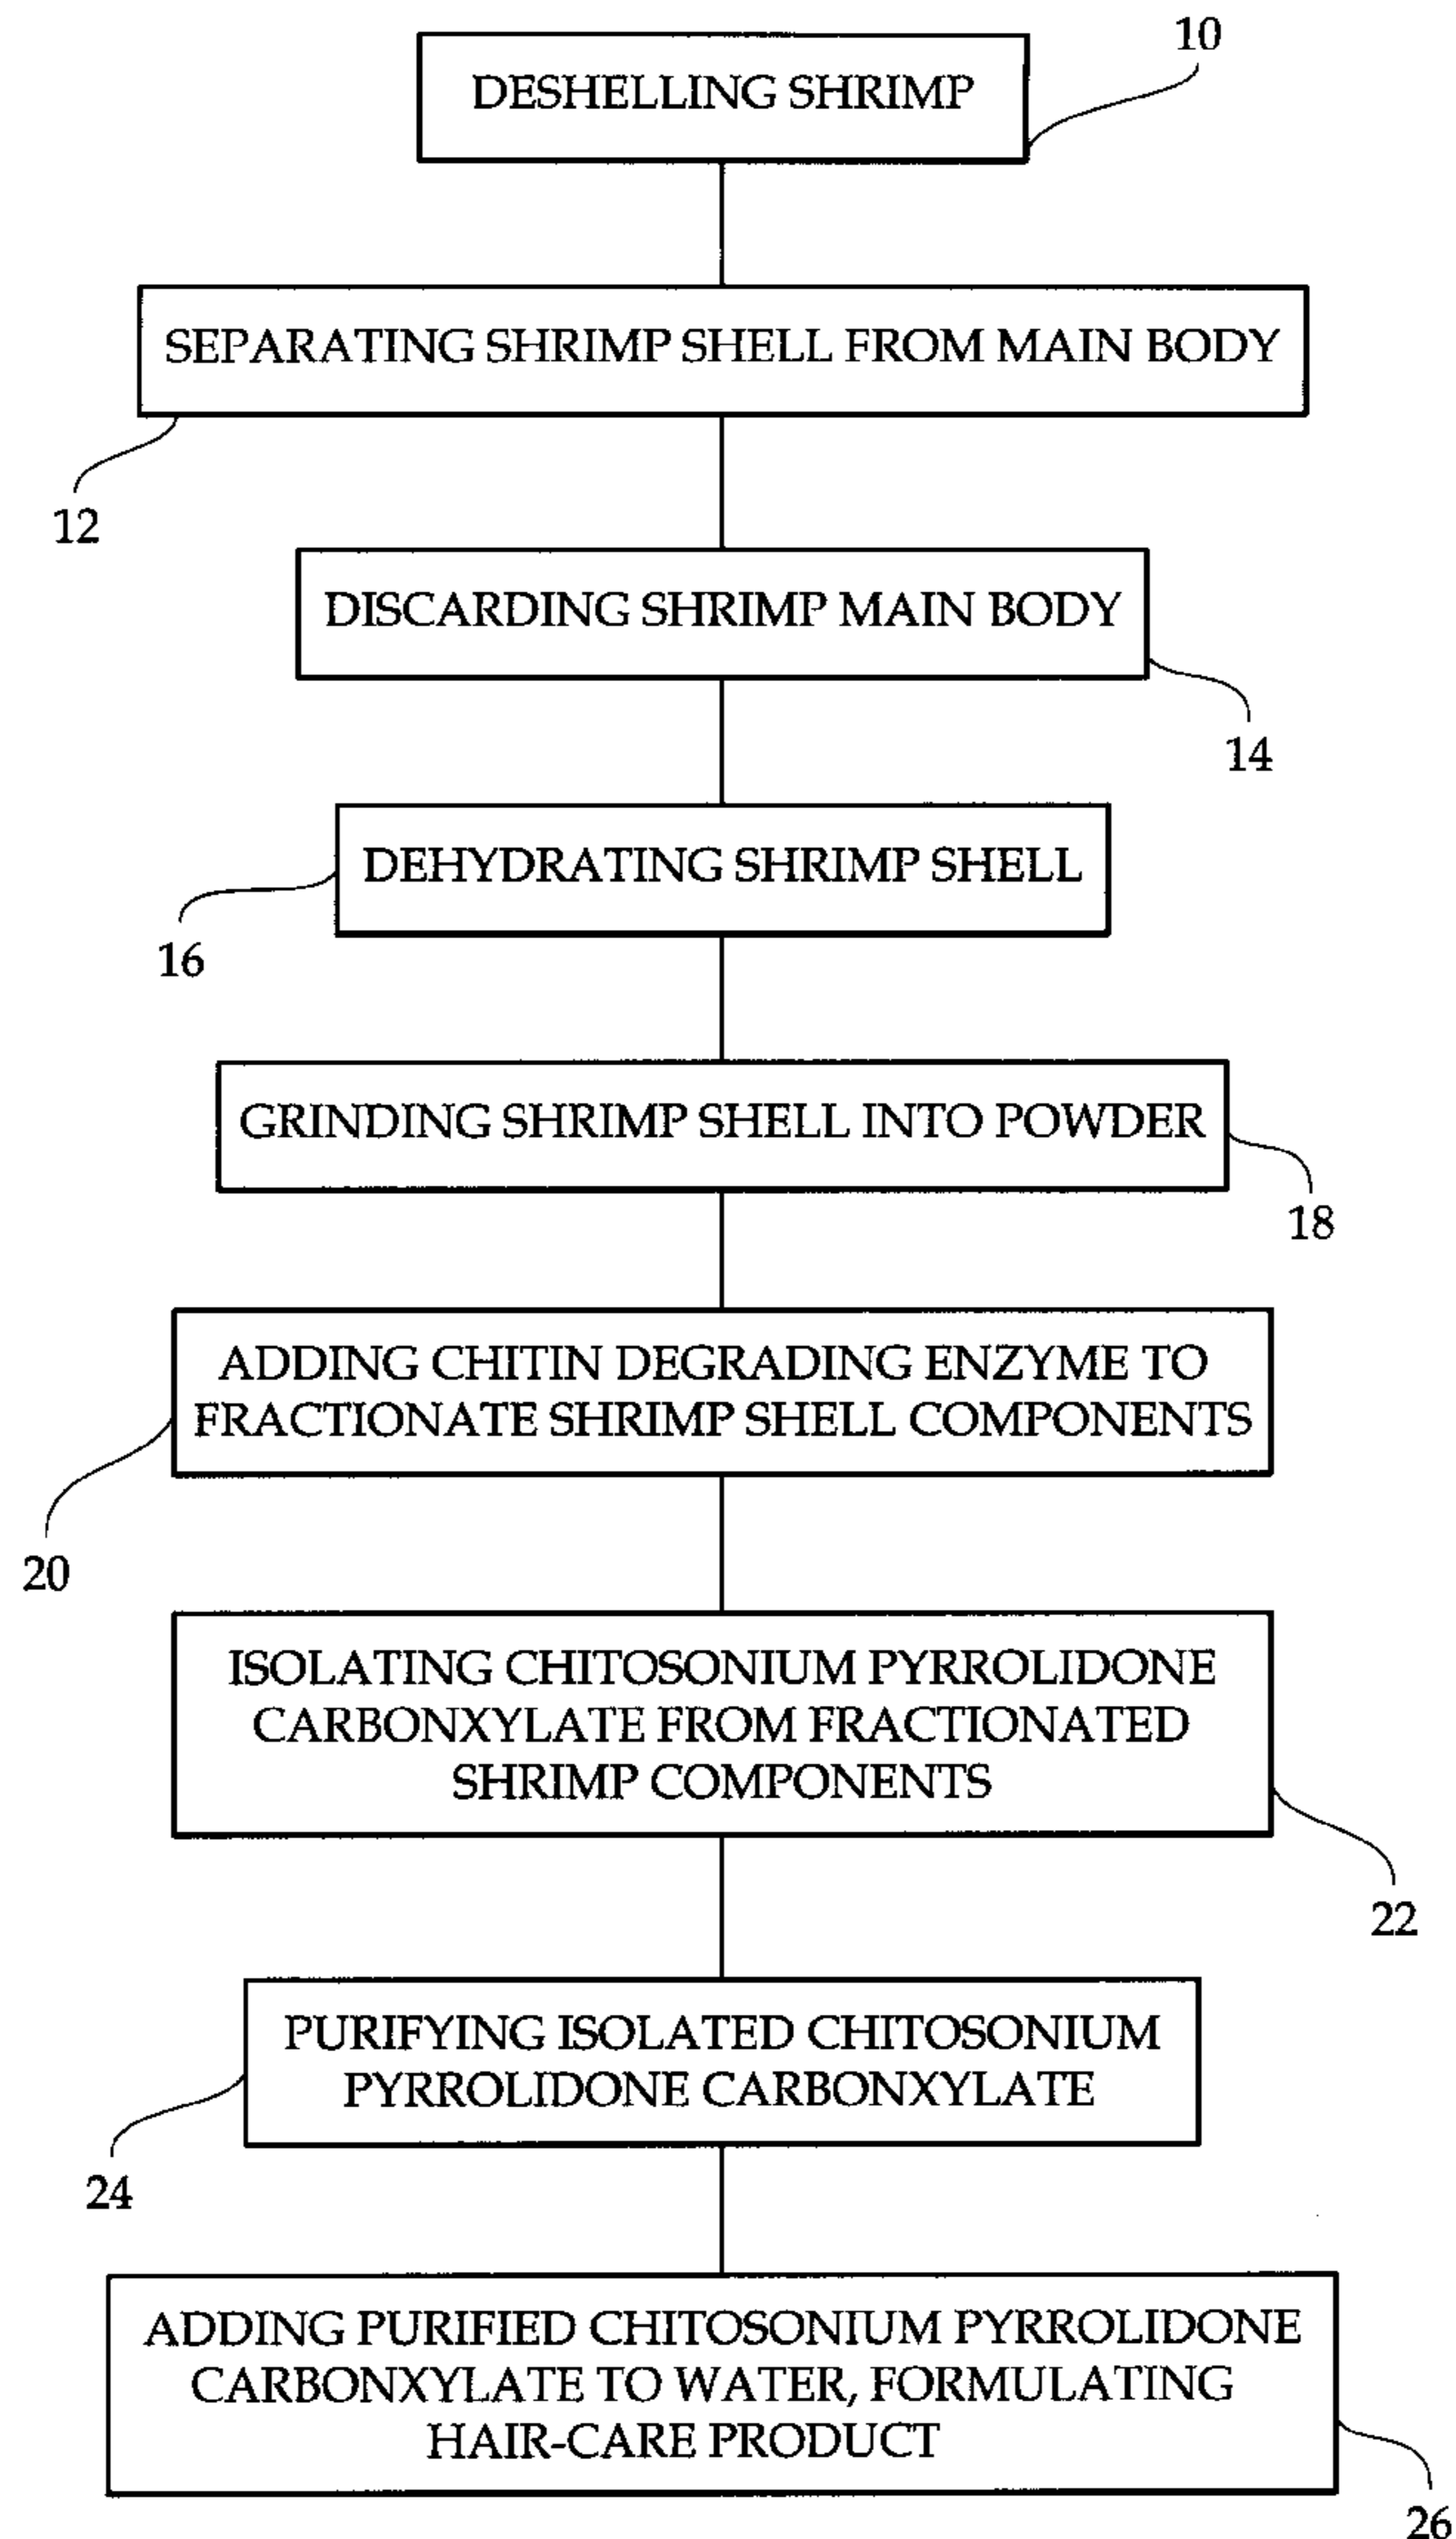 10
DESHELLING SHRIMP
SEPARATING SHRIMP SHELL FROM MAIN BODY
12
DISCARDING SHRIMP MAIN BODY
14
DEHYDRATING SHRIMP SHELL
16
GRINDING SHRIMP SHELL INTO POWDER
18
ADDING CHITIN DEGRADING ENZYME TO
FRACTIONATE SHRIMP SHELL COMPONENTS
20
ISOLATING CHITOSONIUM PYRROLIDONE
CARBONXYLATE FROM FRACTIONATED
SHRIMP COMPONENTS
22
PURIFYING ISOLATED CHITOSONIUM
PYRROLIDONE CARBONXYLATE
24
ADDING PURIFIED CHITOSONIUM PYRROLIDONE
CARBONXYLATE TO WATER, FORMULATING
HAIR-CARE PRODUCT
26